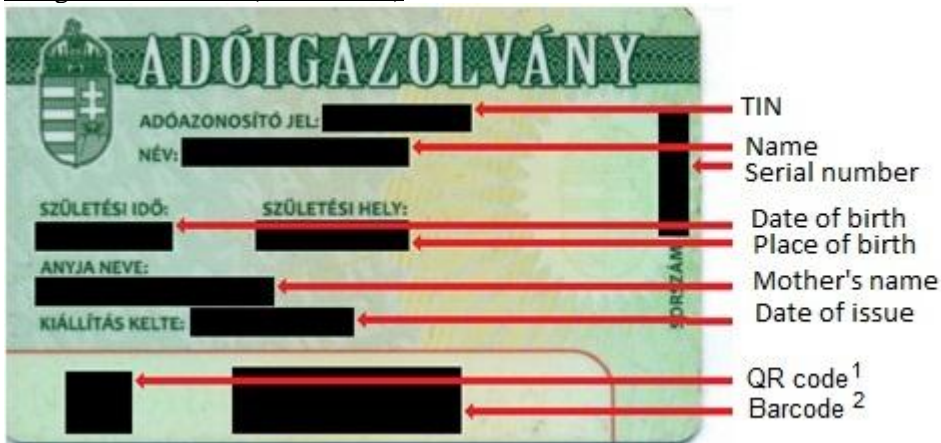 ADÓIGAZOLVÁNY
ADÓAZONOSÍTÓ JEL:
TIN
NÉV:
Name
Serial number
SZÜLETÉSI IDŐ:
SZÜLETÉSI HELY:
Date of birth
Place of birth
ANYJA NEVE:
Mother's name
SORSZÁM
KIÁLLÍTÁS KELTE:
Date of issue
QR code 1
Barcode 2